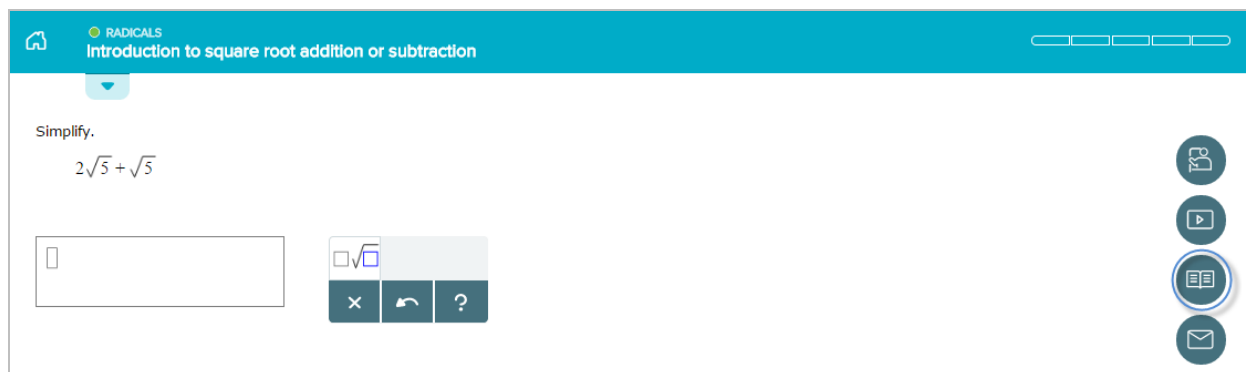 RADICALS
Introduction to square root addition or subtraction
Simplify.
2√5 + √5
□√□
× ?